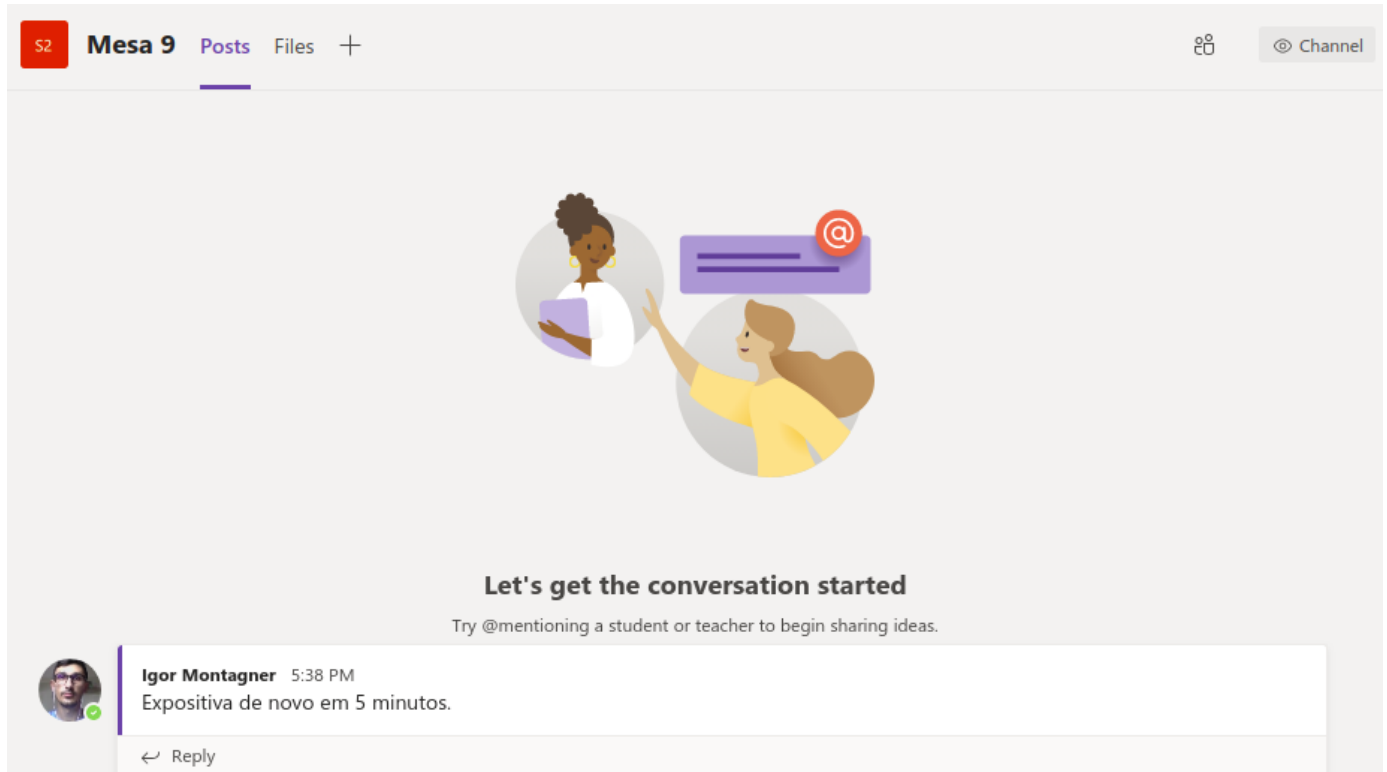 S2
Mesa 9 Posts Files
Channel
@
Let's get the conversation started
Try @mentioning a student or teacher to begin sharing ideas.
Igor Montagner 5:38 PM
Expositiva de novo em 5 minutos.
Reply